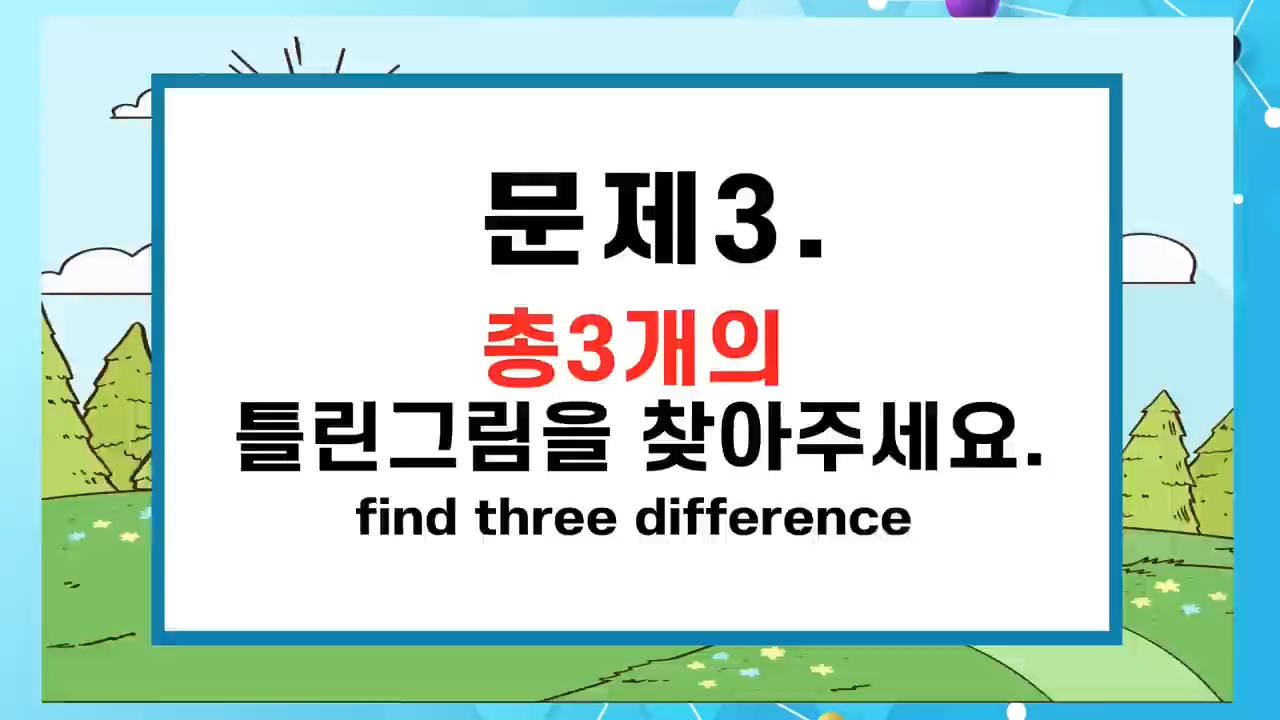 문제3.
총3개의
틀린그림을 찾아주세요.
find three difference